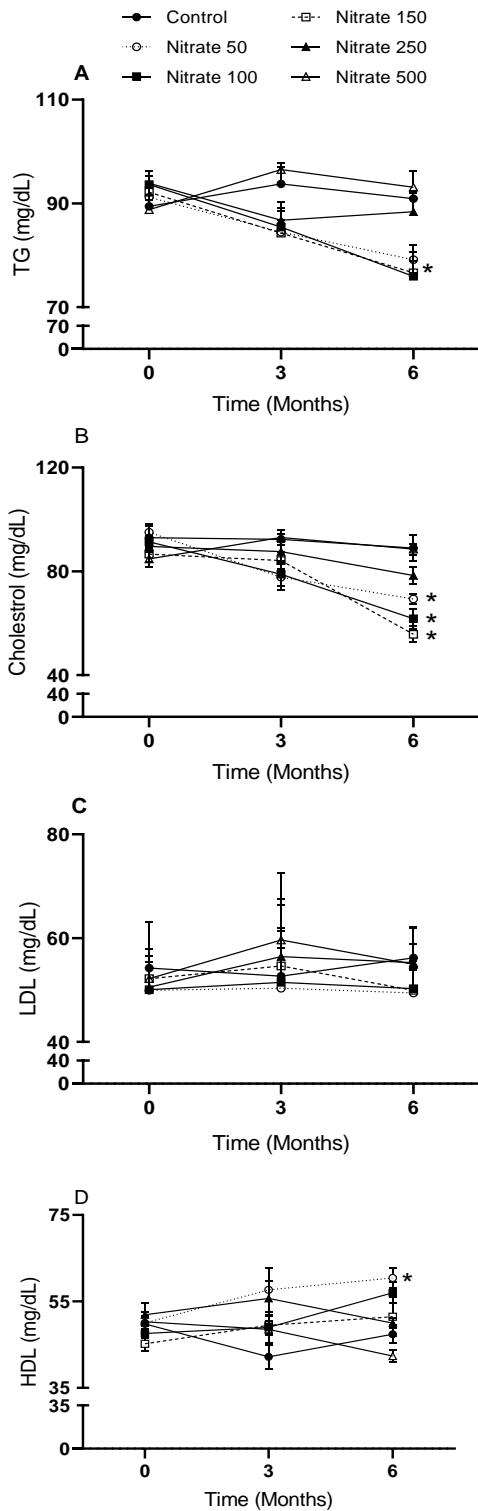 Control
Nitrate 150
Nitrate 50
Nitrate 250
Nitrate 100
Nitrate 500
A
110
90
70
70
0
TG (mg/dL)
*
0 3 6
Time (Months)
B
120
80
40
40
0
Cholestrol (mg/dL)
*
*
*
0 3 6
Time (Months)
C
80
60
40
40
0
LDL (mg/dL)
0 3 6
Time (Months)
D
75
55
35
35
0
HDL (mg/dL)
*
0 3 6
Time (Months)